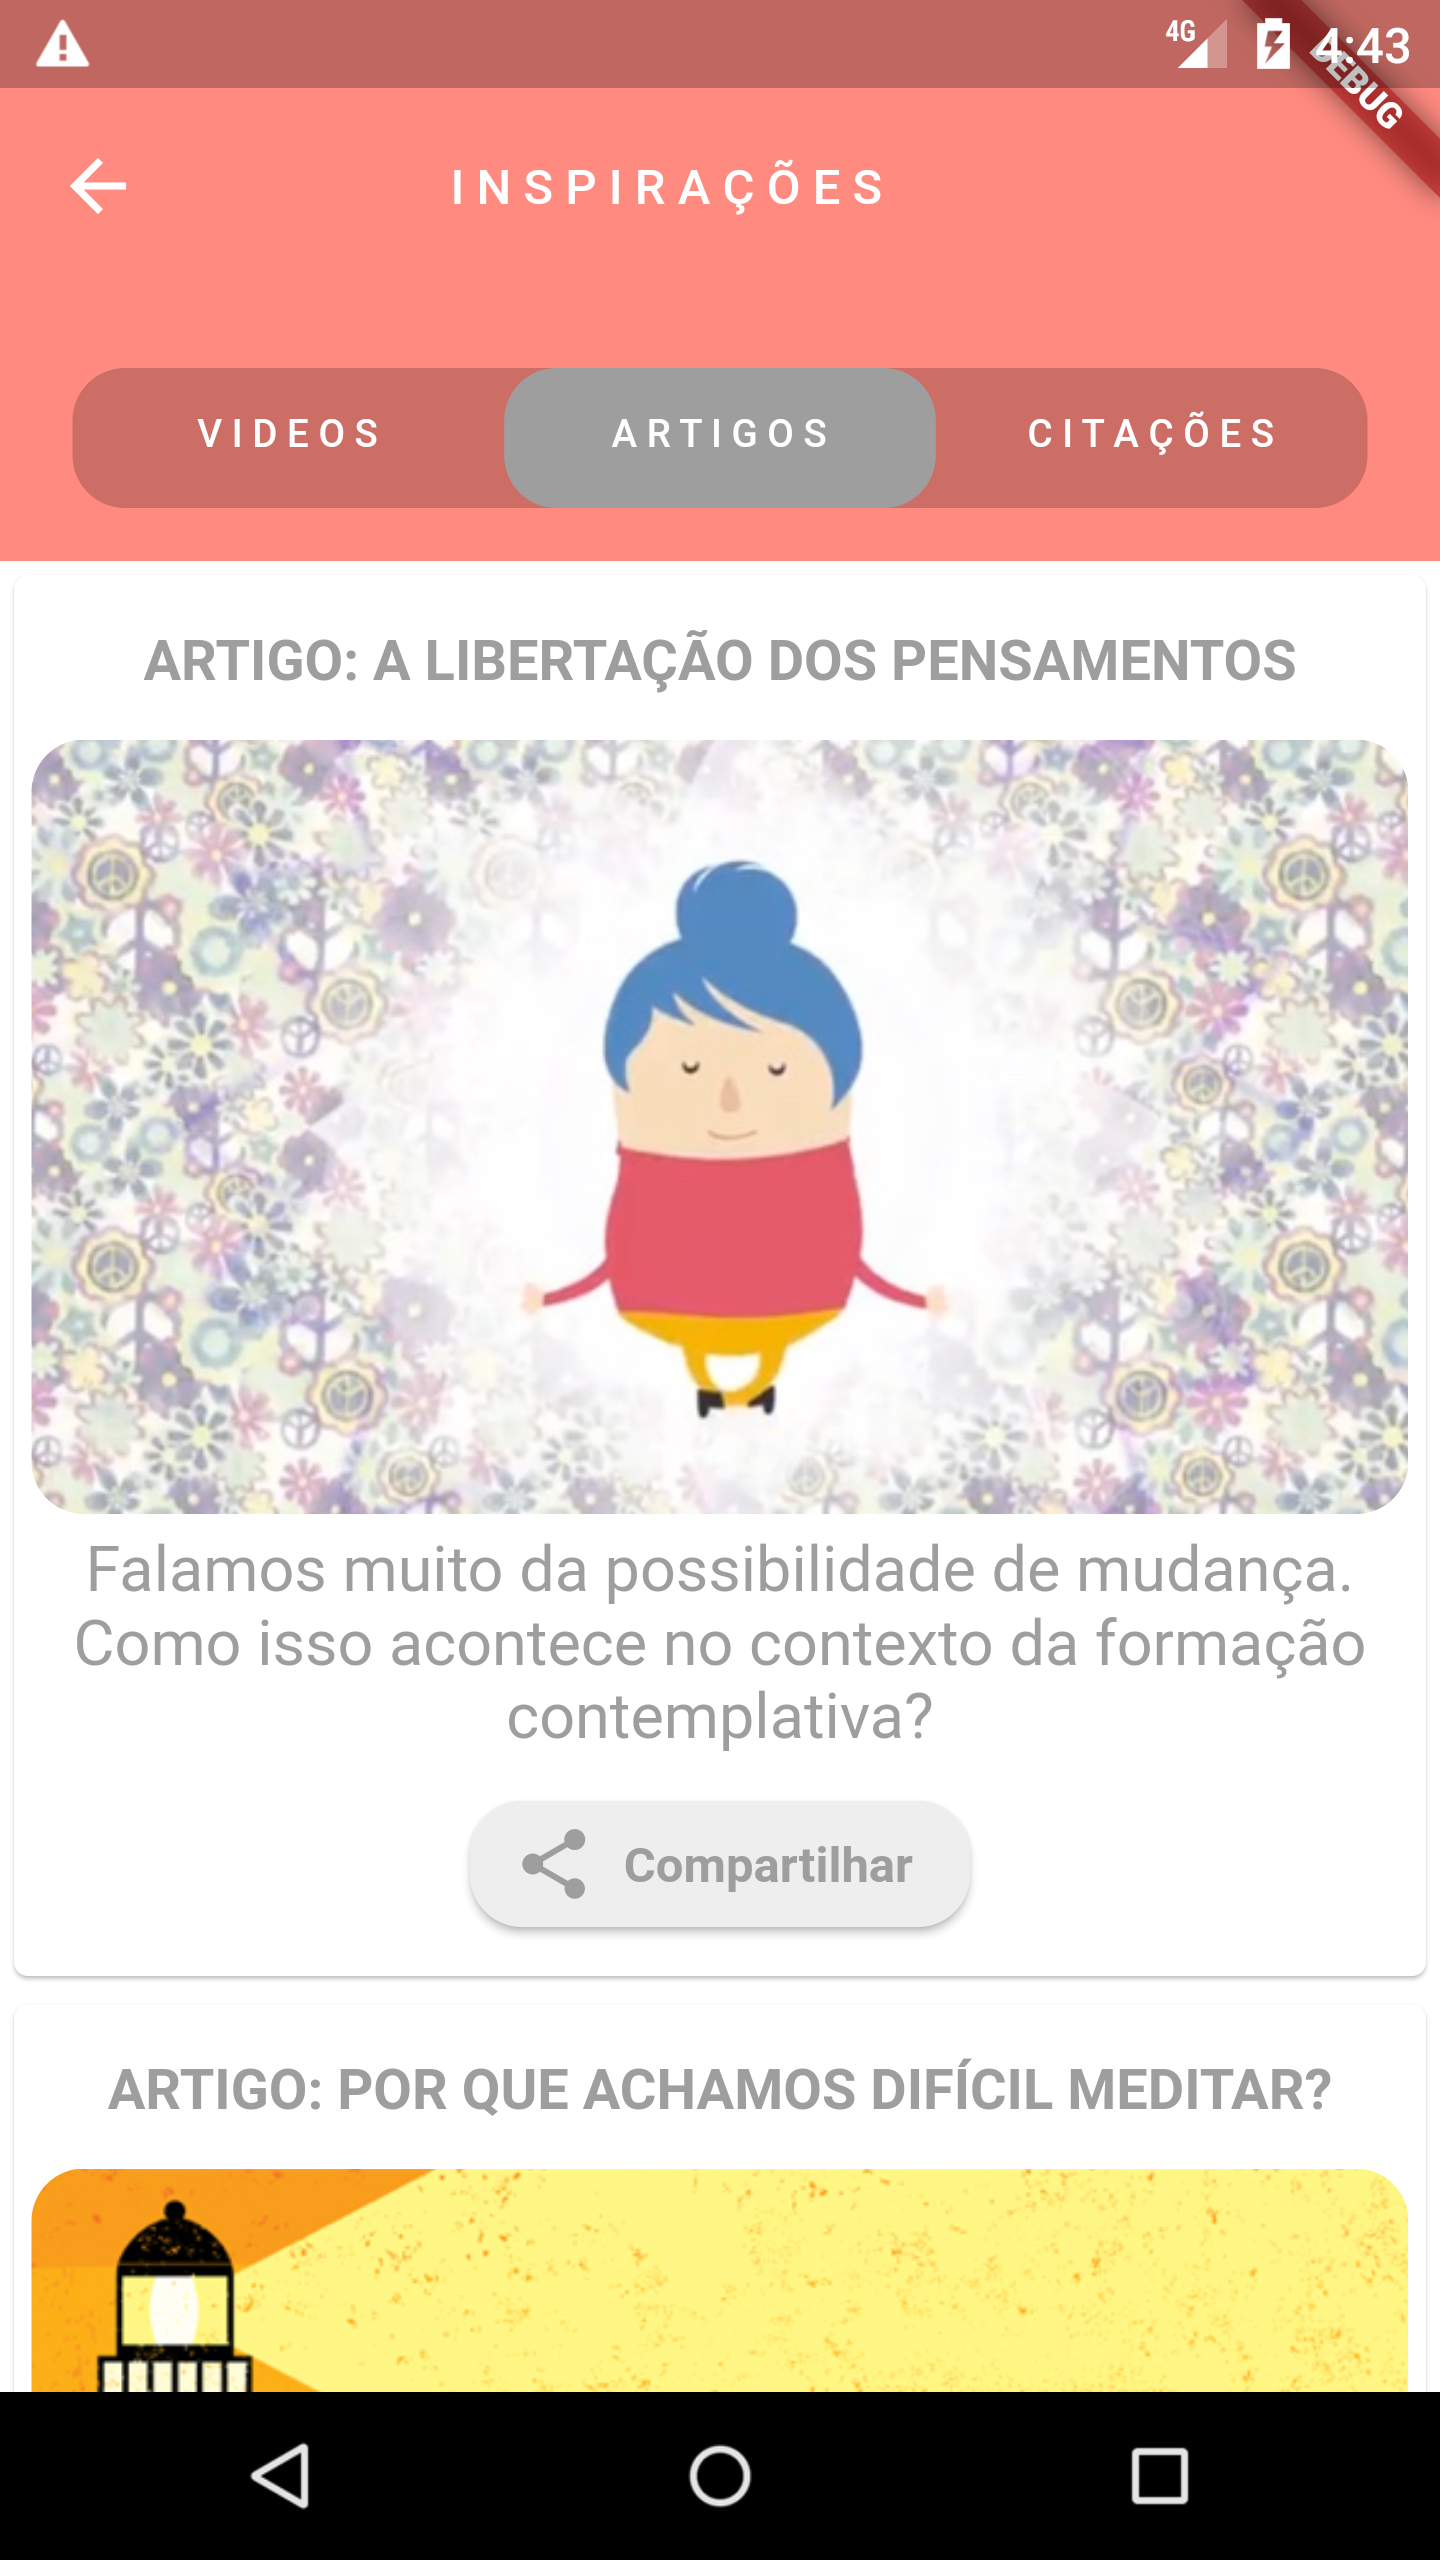 4G 4:43
DEBUG
INSPIRAÇÕES
VIDEOS ARTIGOS CITAÇÕES
ARTIGO: A LIBERTAÇÃO DOS PENSAMENTOS
Falamos muito da possibilidade de mudança.
Como isso acontece no contexto da formação
contemplativa?
Compartilhar
ARTIGO: POR QUE ACHAMOS DIFÍCIL MEDITAR?